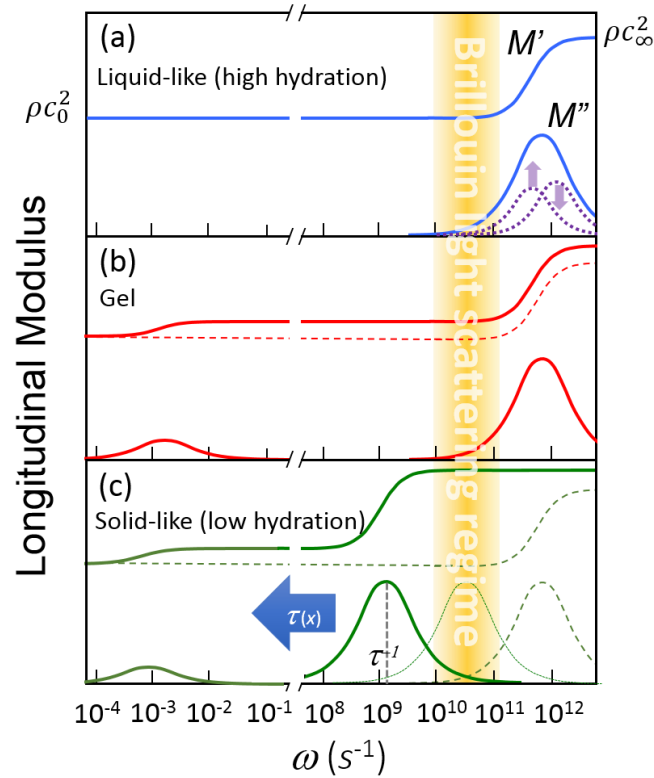 (a)
ρc₀²
Liquid-like (high hydration)
M’
ρc∞²
M”
Brillouin light scattering regime
Longitudinal Modulus
(b)
Gel
(c)
Solid-like (low hydration)
τ(x)
τ⁻¹
10⁻⁴ 10⁻³ 10⁻² 10⁻¹ 10⁸ 10⁹ 10¹⁰ 10¹¹ 10¹²
ω (s⁻¹)